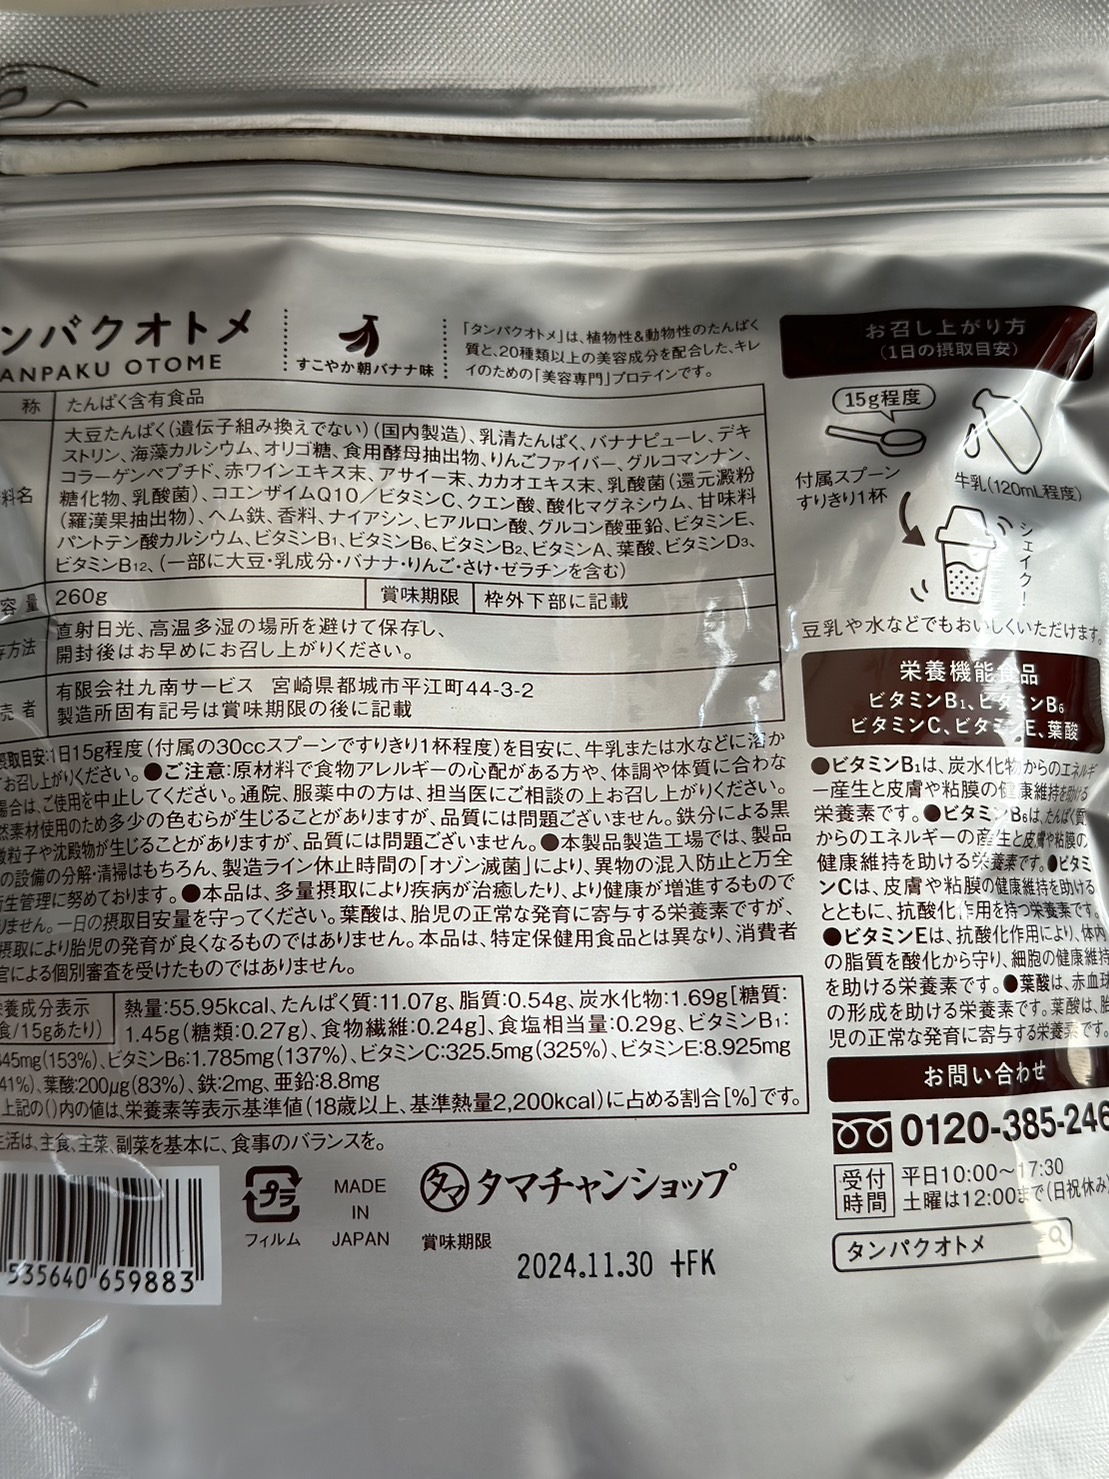 ンパクオトメ
ANPAKU OTOME
すこやか朝バナナ味
「タンパクオトメ」は、植物性&動物性のたんぱく
質と、20種類以上の美容成分を配合した、キレ
イのための「美容専門」プロテインです。
称 たんぱく含有食品
大豆たんぱく(遺伝子組み換えでない)(国内製造)、乳清たんぱく、バナナピューレ、デキ
ストリン、海藻カルシウム、オリゴ糖、食用酵母抽出物、りんごファイバー、グルコマンナン、
コラーゲンペプチド、赤ワインエキス末、アサイー末、カカオエキス末、乳酸菌(還元澱粉
料名 糖化物、乳酸菌)、コエンザイムQ10／ビタミンC、クエン酸、酸化マグネシウム、甘味料
(羅漢果抽出物)、ヘム鉄、香料、ナイアシン、ヒアルロン酸、グルコン酸亜鉛、ビタミンE、
パントテン酸カルシウム、ビタミンB1、ビタミンB6、ビタミンB2、ビタミンA、葉酸、ビタミンD3、
ビタミンB12、(一部に大豆・乳成分・バナナ・りんご・さけ・ゼラチンを含む)
容量 260g 賞味期限 枠外下部に記載
存方法 直射日光、高温多湿の場所を避けて保存し、
開封後はお早めにお召し上がりください。
売者 有限会社九南サービス 宮崎県都城市平江町44-3-2
製造所固有記号は賞味期限の後に記載
摂取目安:1日15g程度(付属の30ccスプーンですりきり1杯程度)を目安に、牛乳または水などに溶か
お召し上がりください。●ご注意:原材料で食物アレルギーの心配がある方や、体調や体質に合わな
場合は、ご使用を中止してください。通院、服薬中の方は、担当医にご相談の上お召し上がりください。
然素材使用のため多少の色むらが生じることがありますが、品質には問題ございません。鉄分による黒
微粒子や沈殿物が生じることがありますが、品質には問題ございません。●本製品製造工場では、製品
の設備の分解・清掃はもちろん、製造ライン休止時間の「オゾン滅菌」により、異物の混入防止と万全
衛生管理に努めております。●本品は、多量摂取により疾病が治癒したり、より健康が増進するもので
りません。一日の摂取目安量を守ってください。葉酸は、胎児の正常な発育に寄与する栄養素ですが、
摂取により胎児の発育が良くなるものではありません。本品は、特定保健用食品とは異なり、消費者
官による個別審査を受けたものではありません。
栄養成分表示
食/15gあたり)
熱量:55.95kcal、たんぱく質:11.07g、脂質:0.54g、炭水化物:1.69g[糖質:
1.45g(糖類:0.27g)、食物繊維:0.24g]、食塩相当量:0.29g、ビタミンB1:
45mg(153%)、ビタミンB6:1.785mg(137%)、ビタミンC:325.5mg(325%)、ビタミンE:8.925mg
41%)、葉酸:200μg(83%)、鉄:2mg、亜鉛:8.8mg
上記の()内の値は、栄養素等表示基準値(18歳以上、基準熱量2,200kcal)に占める割合[%]です。
生活は、主食、主菜、副菜を基本に、食事のバランスを。
535640 659883
プラ
フィルム
MADE
IN
JAPAN
タマ タマチャンショップ
賞味期限
2024.11.30 +FK
お召し上がり方
(1日の摂取目安)
15g程度
付属スプーン
すりきり1杯
牛乳(120mL程度)
シェイク！
豆乳や水などでもおいしくいただけます。
栄養機能食品
ビタミンB1、ビタミンB6
ビタミンC、ビタミンE、葉酸
●ビタミンB1は、炭水化物からのエネルギ
ー産生と皮膚や粘膜の健康維持を助ける
栄養素です。●ビタミンB6は、たんぱく質
からのエネルギーの産生と皮膚や粘膜の
健康維持を助ける栄養素です。●ビタミ
ンCは、皮膚や粘膜の健康維持を助ける
とともに、抗酸化作用を持つ栄養素です。
●ビタミンEは、抗酸化作用により、体内
の脂質を酸化から守り、細胞の健康維持
を助ける栄養素です。●葉酸は、赤血球
の形成を助ける栄養素です。葉酸は、胎
児の正常な発育に寄与する栄養素です。
お問い合わせ
0120-385-246
受付時間 平日10:00〜17:30
土曜は12:00まで(日祝休み)
タンパクオトメ